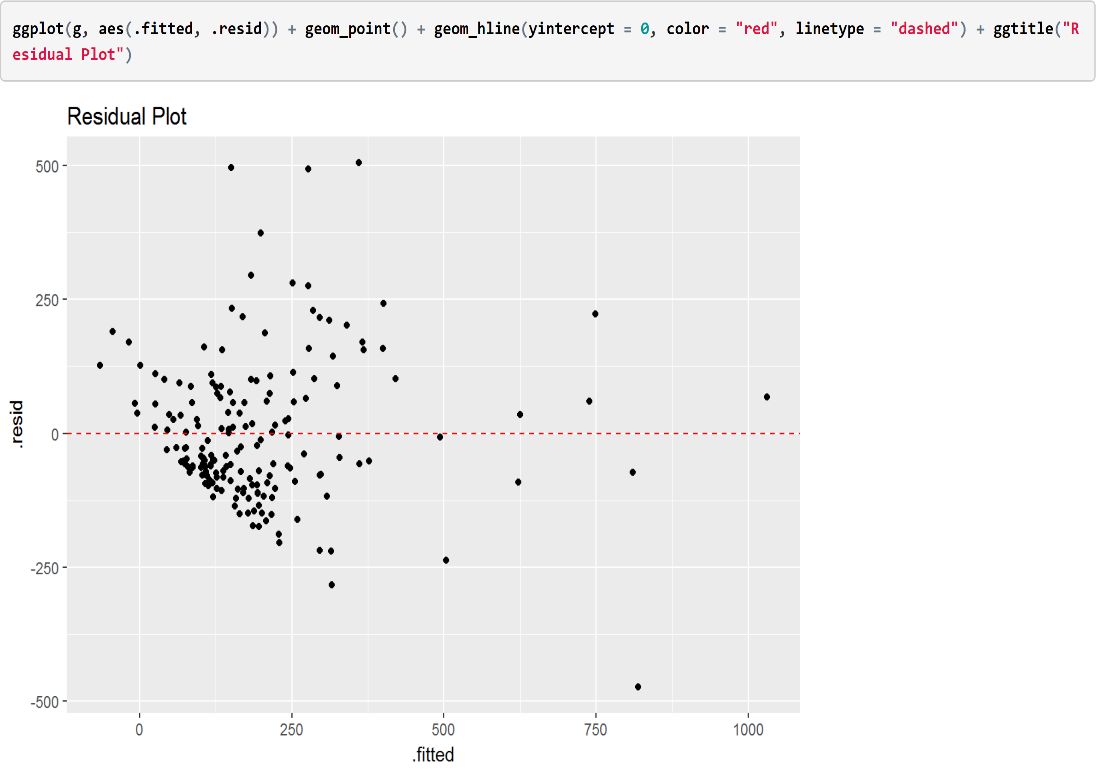 ggplot(g, aes(.fitted, .resid)) + geom_point() + geom_hline(yintercept = 0, color = "red", linetype = "dashed") + ggtitle("R
esidual Plot")
Residual Plot
500
250
0
-250
-500
.resid
0 250 500 750 1000
.fitted